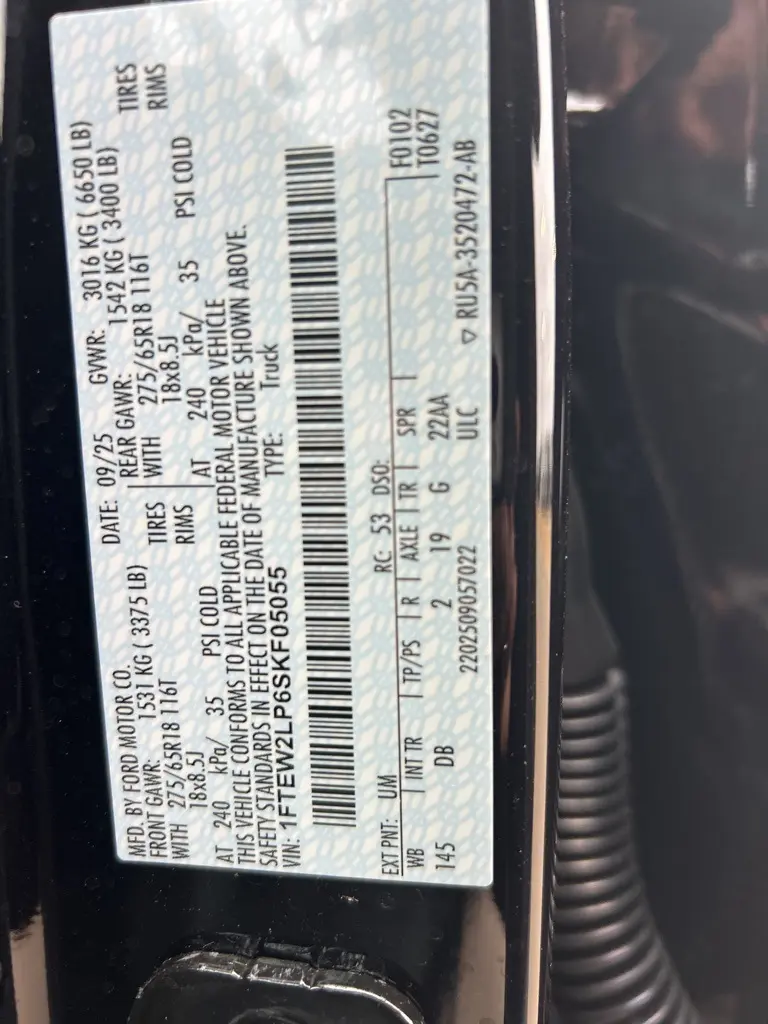 MFD. BY FORD MOTOR CO.
DATE: 09/25 GVWR: 3016 KG ( 6650 LB)
FRONT GAWR: 1531 KG ( 3375 LB) REAR GAWR: 1542 KG ( 3400 LB)
WITH 275/65R18 116T TIRES WITH 275/65R18 116T TIRES
18x8.5J RIMS 18x8.5J RIMS
AT 240 kPa/ 35 PSI COLD AT 240 kPa/ 35 PSI COLD
THIS VEHICLE CONFORMS TO ALL APPLICABLE FEDERAL MOTOR VEHICLE
SAFETY STANDARDS IN EFFECT ON THE DATE OF MANUFACTURE SHOWN ABOVE.
VIN: 1FTEW2LP6SKF05055 TYPE: Truck
EXT PNT: UM RC: 53 DSO: F0102
WB INT TR TP/PS R AXLE TR SPR T0627
145 DB 2 19 G 22AA
2202509057022 ULC ▽ RU5A-3520472-AB